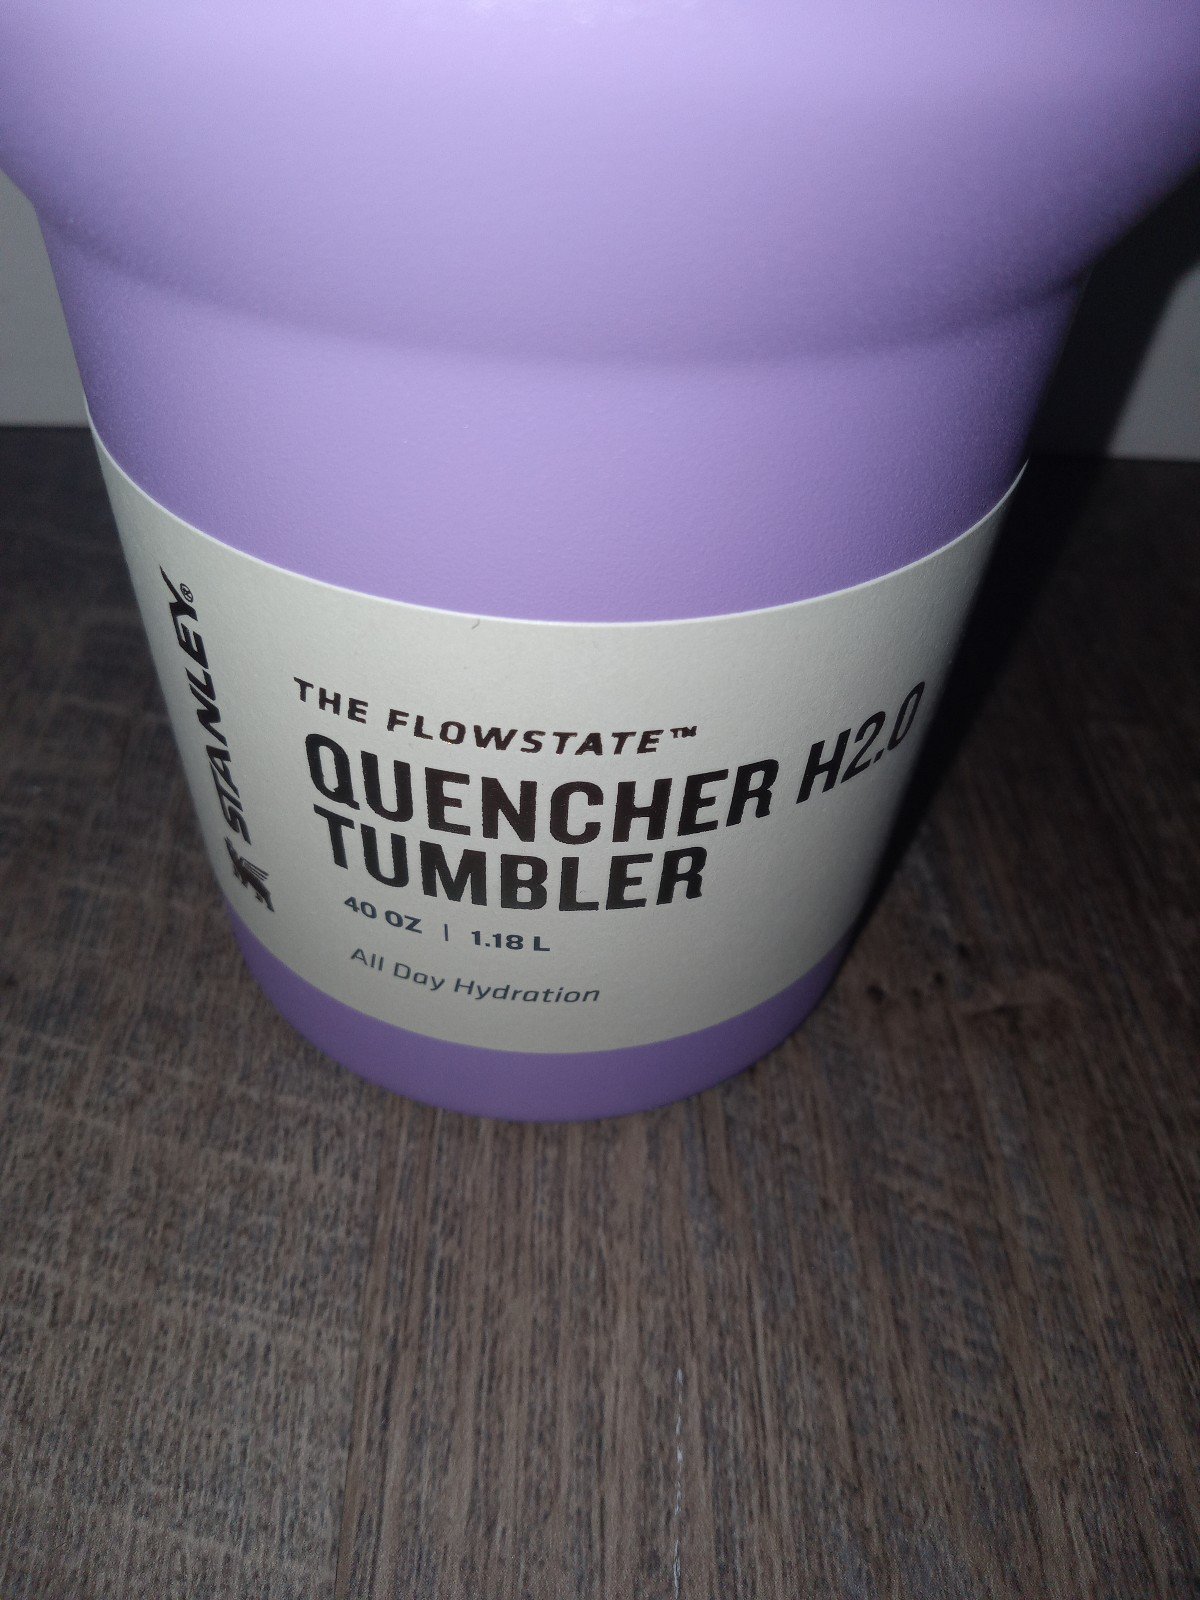 STANLEY®
THE FLOWSTATE™
QUENCHER H2.0
TUMBLER
40 OZ | 1.18 L
All Day Hydration